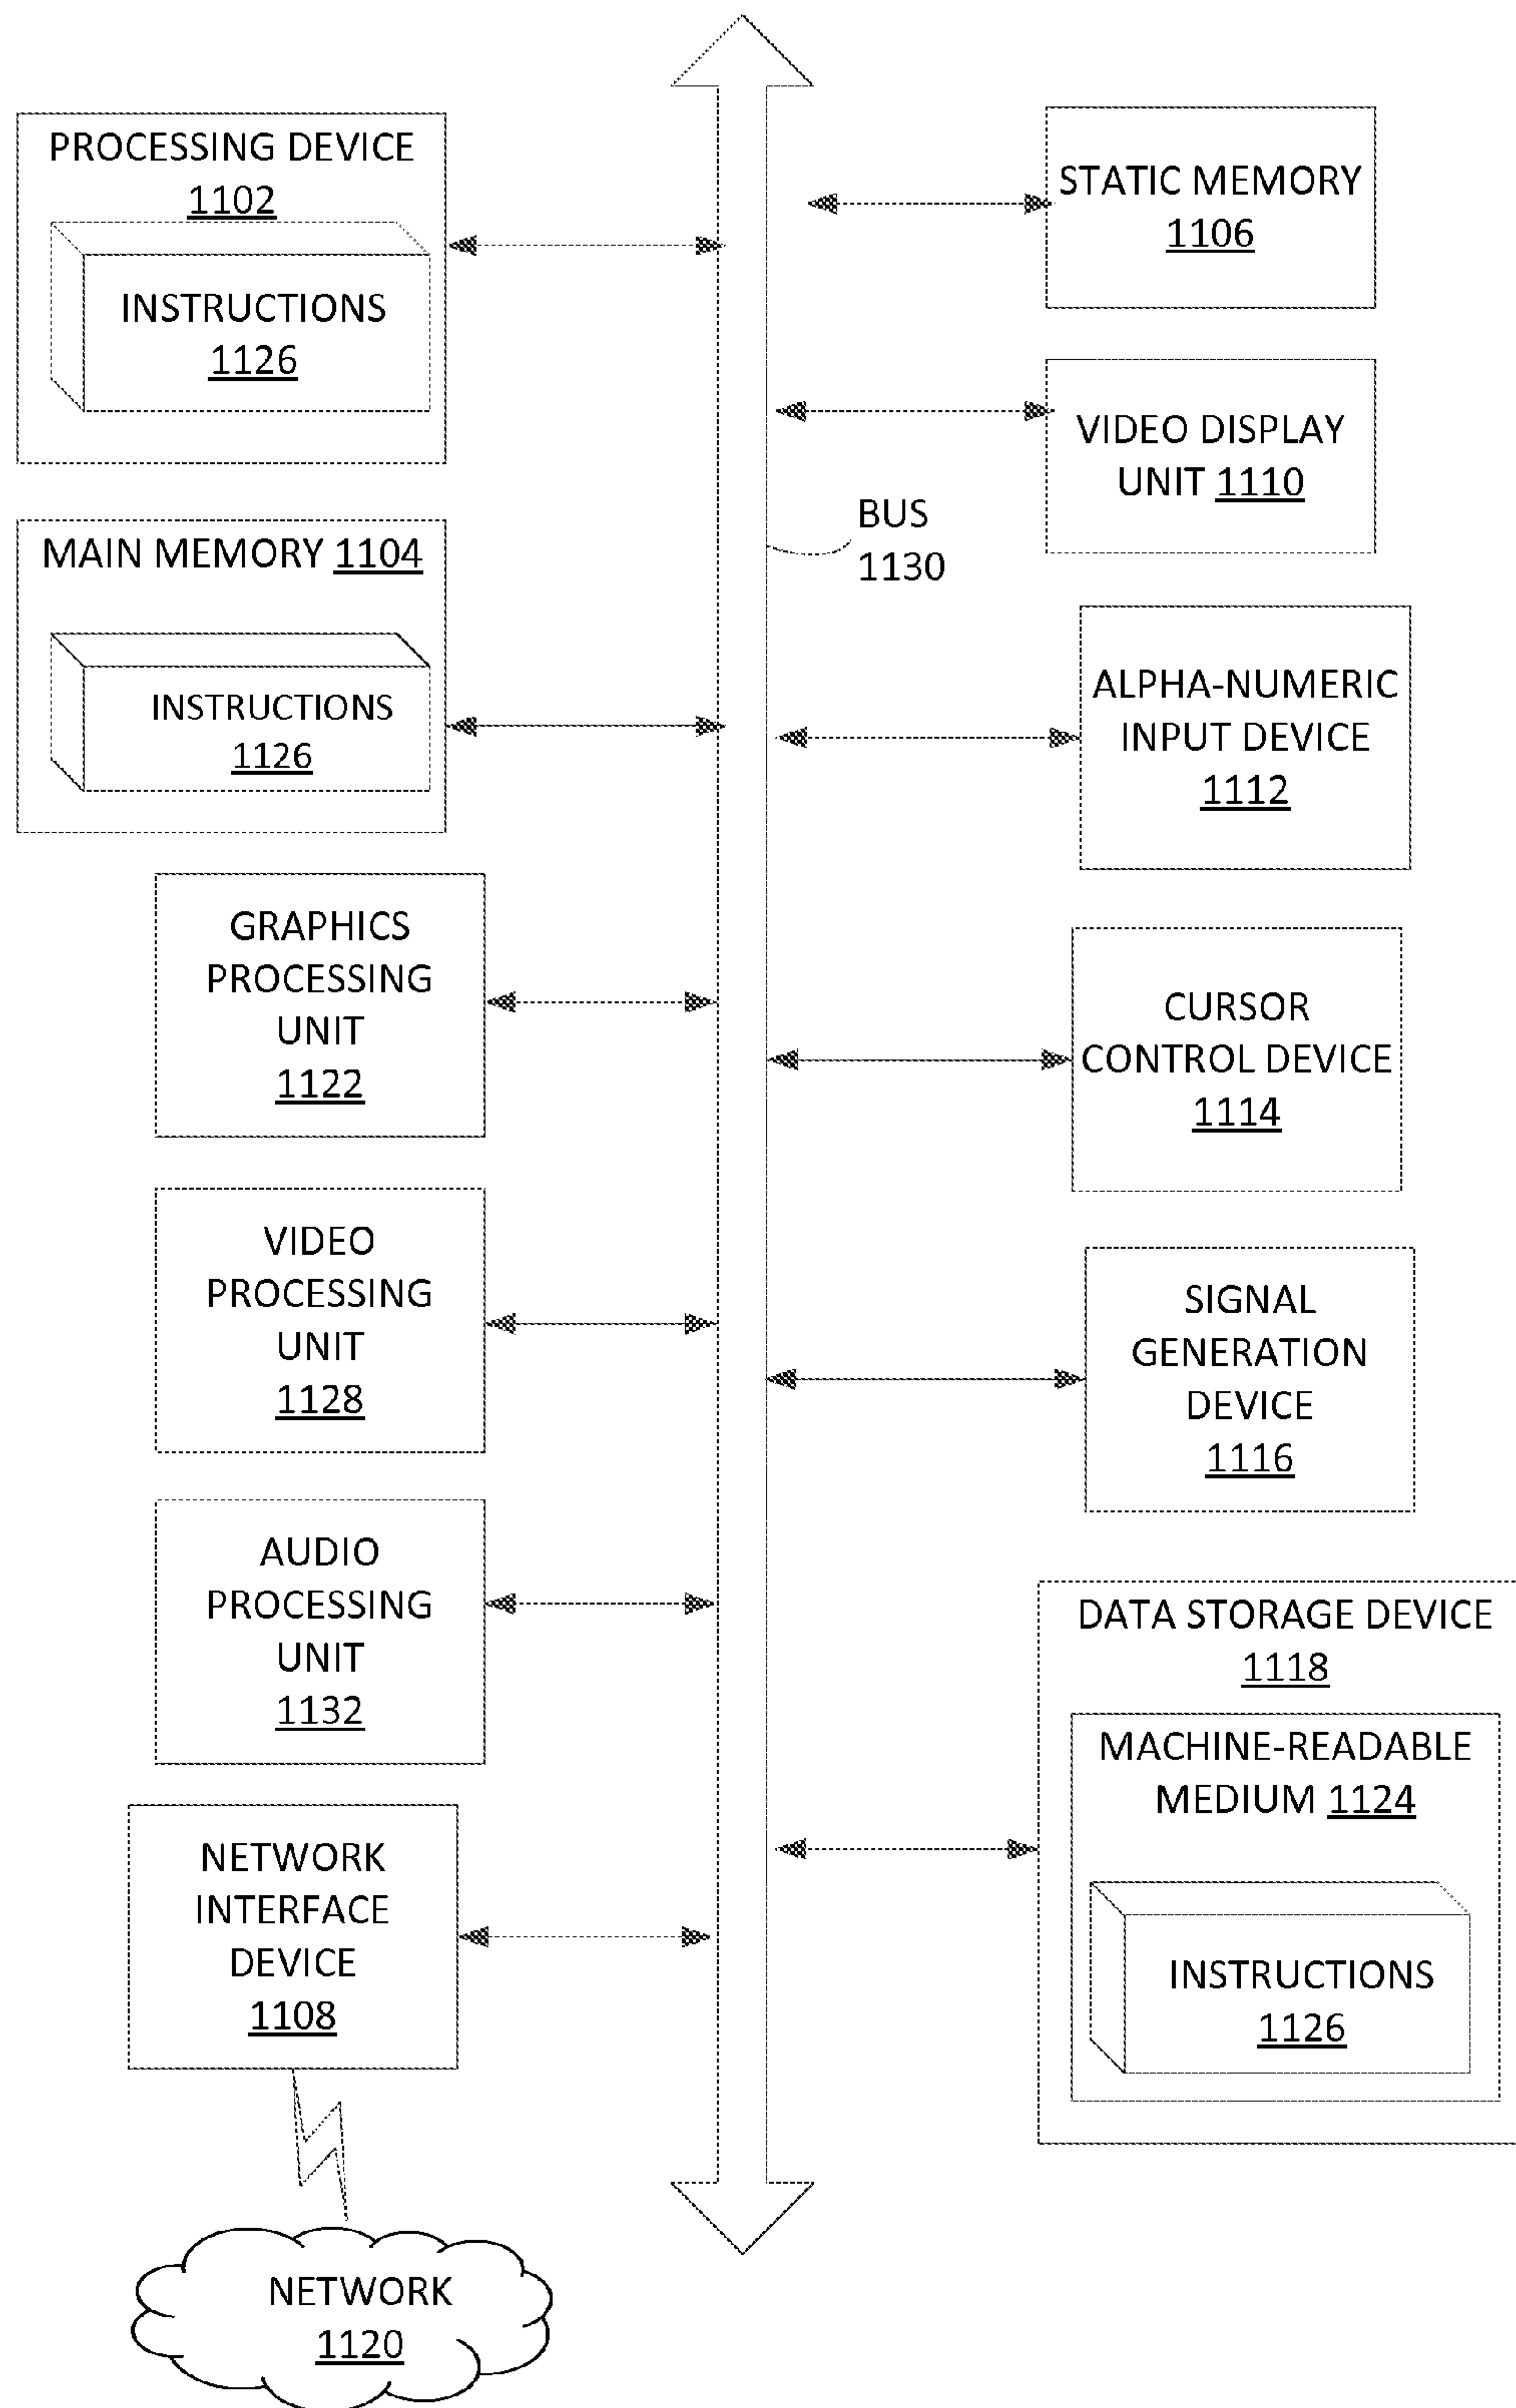 PROCESSING DEVICE
1102
INSTRUCTIONS
1126
MAIN MEMORY 1104
INSTRUCTIONS
1126
GRAPHICS
PROCESSING
UNIT
1122
VIDEO
PROCESSING
UNIT
1128
AUDIO
PROCESSING
UNIT
1132
NETWORK
INTERFACE
DEVICE
1108
NETWORK
1120
BUS
1130
STATIC MEMORY
1106
VIDEO DISPLAY
UNIT 1110
ALPHA-NUMERIC
INPUT DEVICE
1112
CURSOR
CONTROL DEVICE
1114
SIGNAL
GENERATION
DEVICE
1116
DATA STORAGE DEVICE
1118
MACHINE-READABLE
MEDIUM 1124
INSTRUCTIONS
1126